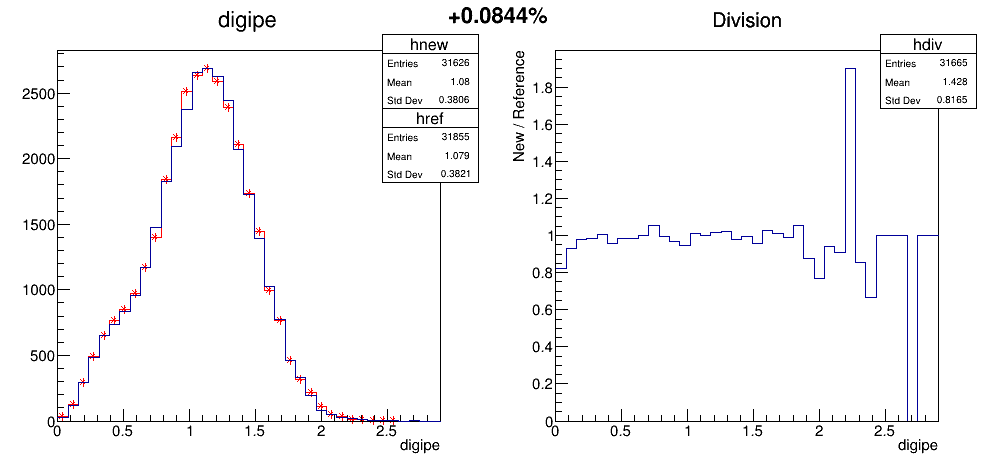 +0.0844%
digipe
hnew
Entries 31626
Mean 1.08
Std Dev 0.3806
href
Entries 31855
Mean 1.079
Std Dev 0.3821
2500
2000
1500
1000
500
0
0 0.5 1 1.5 2 2.5
digipe
Division
hdiv
Entries 31665
Mean 1.428
Std Dev 0.8165
New / Reference
1.8
1.6
1.4
1.2
1
0.8
0.6
0.4
0.2
0
0 0.5 1 1.5 2 2.5
digipe